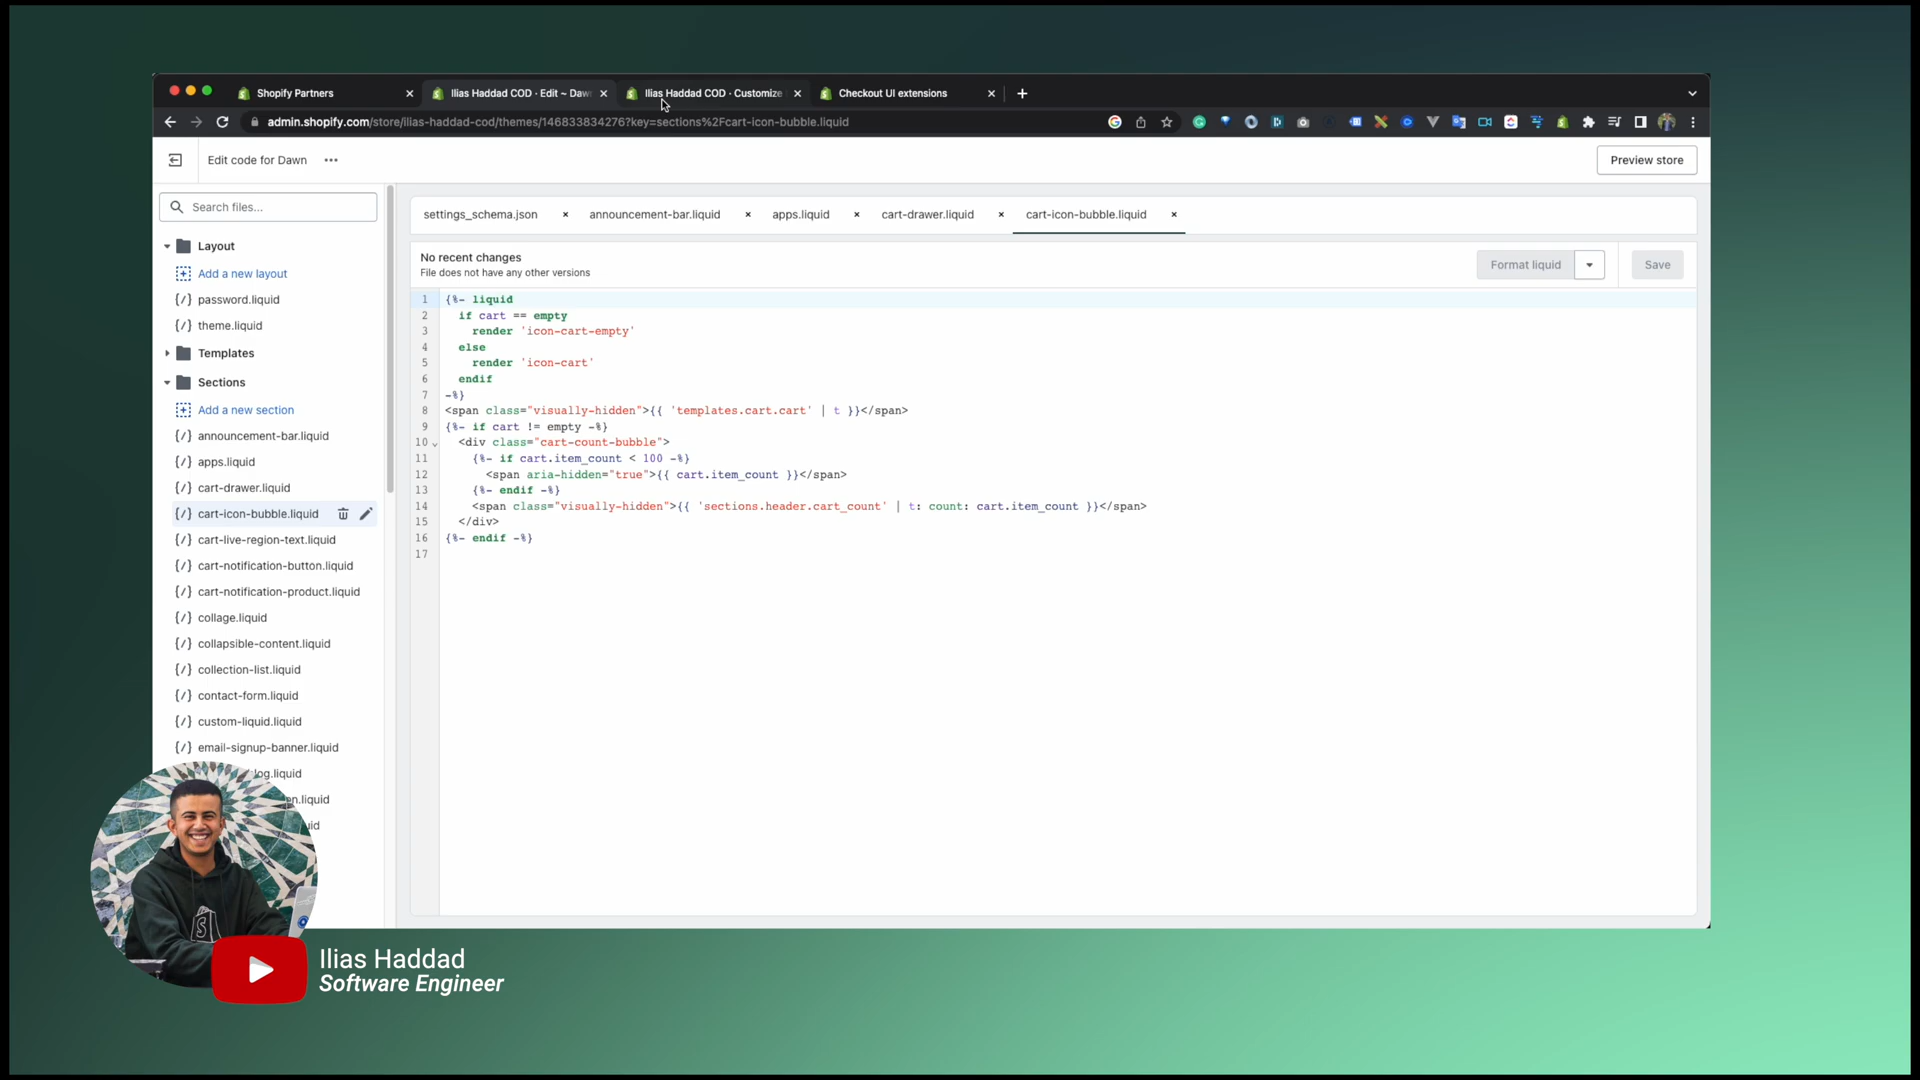 Shopify Partners
Ilias Haddad COD · Edit ~ Daw
Ilias Haddad COD · Customize
Checkout UI extensions
admin.shopify.com/store/ilias-haddad-cod/themes/146833834276?key=sections%2Fcart-icon-bubble.liquid
Edit code for Dawn
Preview store
Search files...
settings_schema.json
announcement-bar.liquid
apps.liquid
cart-drawer.liquid
cart-icon-bubble.liquid
No recent changes
File does not have any other versions
Format liquid
Save
Layout
Add a new layout
{/} password.liquid
{/} theme.liquid
Templates
Sections
Add a new section
{/} announcement-bar.liquid
{/} apps.liquid
{/} cart-drawer.liquid
{/} cart-icon-bubble.liquid
{/} cart-live-region-text.liquid
{/} cart-notification-button.liquid
{/} cart-notification-product.liquid
{/} collage.liquid
{/} collapsible-content.liquid
{/} collection-list.liquid
{/} contact-form.liquid
{/} custom-liquid.liquid
{/} email-signup-banner.liquid
log.liquid
en.liquid
uid
1 {%- liquid
2 if cart == empty
3 render 'icon-cart-empty'
4 else
5 render 'icon-cart'
6 endif
7 -%}
8 <span class="visually-hidden">{{ 'templates.cart.cart' | t }}</span>
9 {%- if cart != empty -%}
10 <div class="cart-count-bubble">
11 {%- if cart.item_count < 100 -%}
12 <span aria-hidden="true">{{ cart.item_count }}</span>
13 {%- endif -%}
14 <span class="visually-hidden">{{ 'sections.header.cart_count' | t: count: cart.item_count }}</span>
15 </div>
16 {%- endif -%}
17
Ilias Haddad
Software Engineer